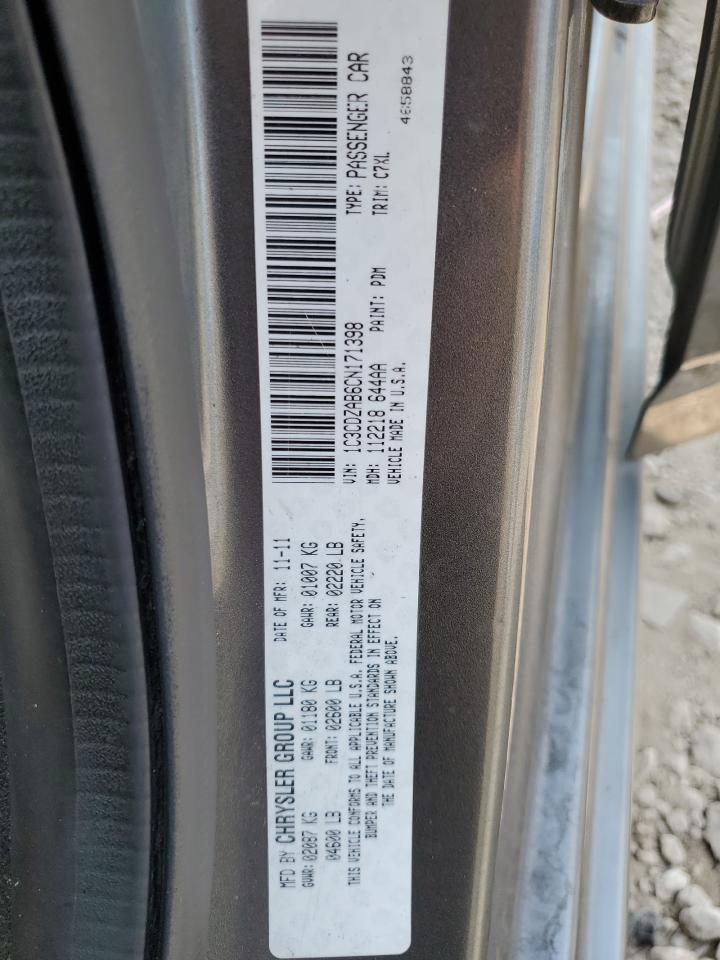 MFD BY CHRYSLER GROUP LLC
DATE OF MFR: 11-11
GVWR: 02087 KG
GAWR: 01180 KG
GAWR: 01007 KG
04600 LB
FRONT: 02600 LB
REAR: 02220 LB
THIS VEHICLE CONFORMS TO ALL APPLICABLE U.S.A. FEDERAL MOTOR VEHICLE SAFETY,
BUMPER AND THEFT PREVENTION STANDARDS IN EFFECT ON
THE DATE OF MANUFACTURE SHOWN ABOVE.
VIN: 1C3CDZAB6CN171398
TYPE: PASSENGER CAR
MDH: 112218 644AA
PAINT: PDM
TRIM: C7XL
VEHICLE MADE IN U.S.A.
4658843